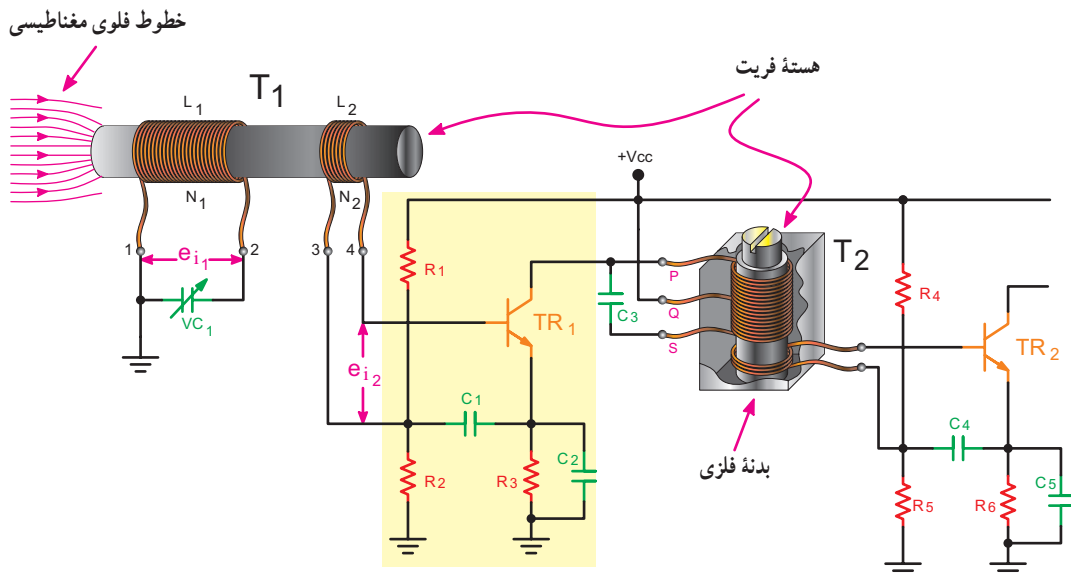 خطوط فلوی مغناطیسی
هستهٔ فریت
T1
L1
L2
N1
N2
+Vcc
1
2
3
4
ei1
VC1
R1
TR1
ei2
C1
R2
R3
C2
C3
P
Q
S
T2
R4
TR2
C4
R5
R6
C5
بدنهٔ فلزی